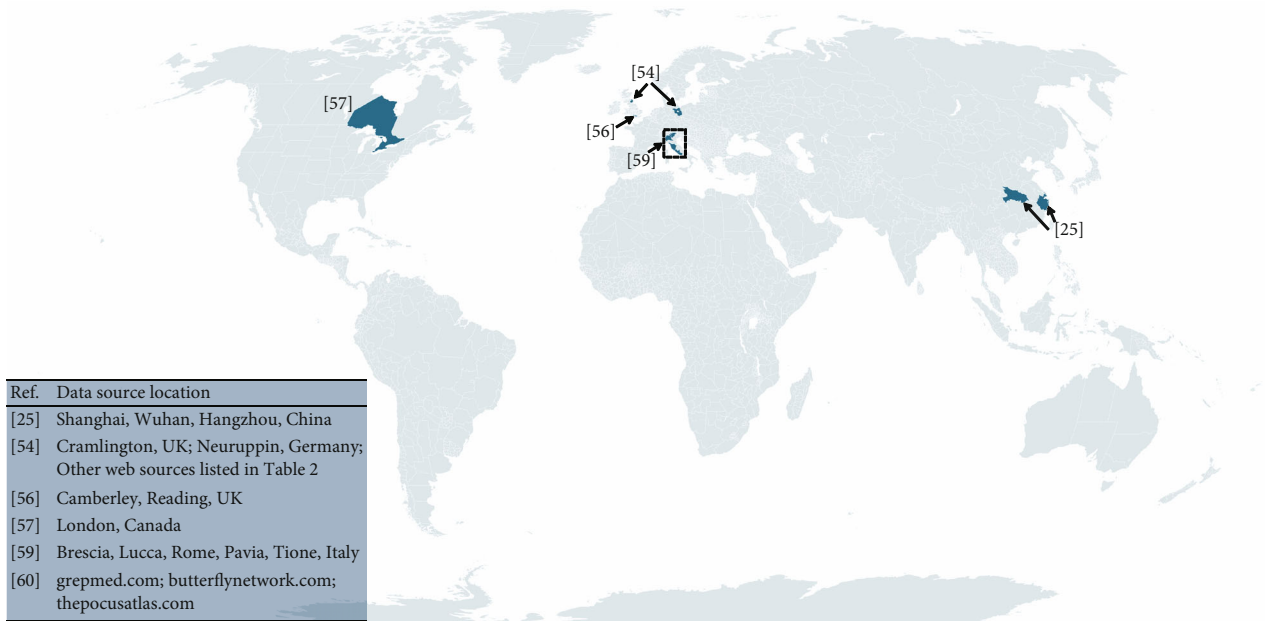 [54]
[57]
[56]
[59]
[25]
Ref. Data source location
[25] Shanghai, Wuhan, Hangzhou, China
[54] Cramlington, UK; Neuruppin, Germany;
Other web sources listed in Table 2
[56] Camberley, Reading, UK
[57] London, Canada
[59] Brescia, Lucca, Rome, Pavia, Tione, Italy
[60] grepmed.com; butterflynetwork.com;
thepocusatlas.com